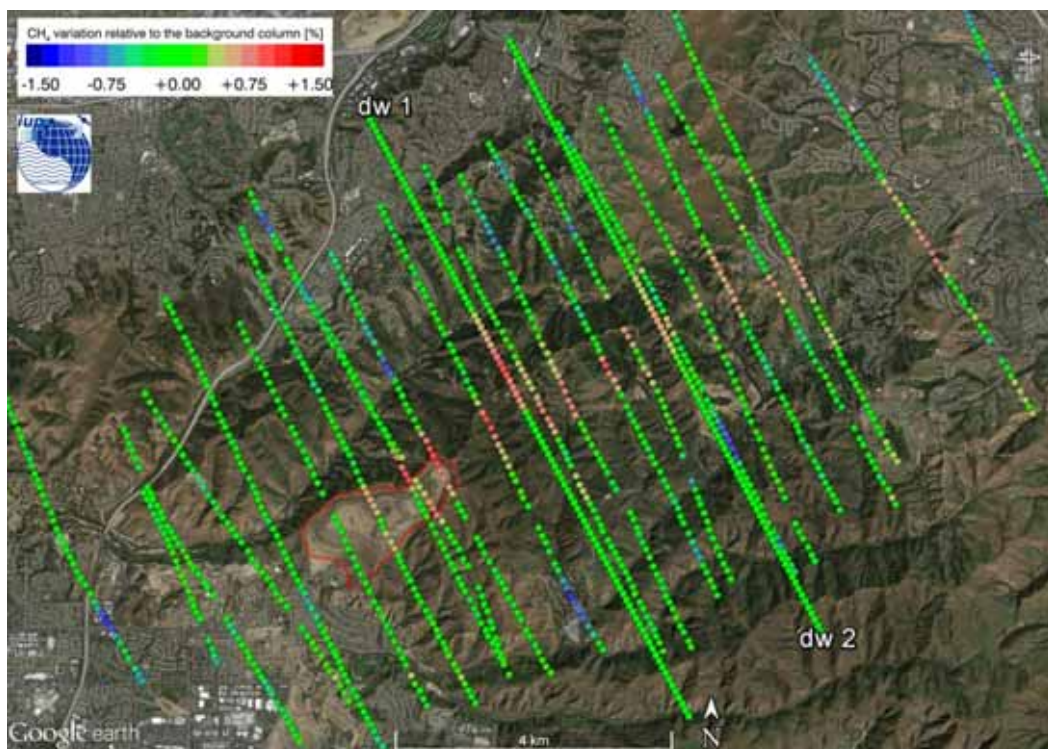 CH₄ variation relative to the background column [%]
-1.50 -0.75 +0.00 +0.75 +1.50
iup
dw 1
dw 2
N
4 km
Google earth